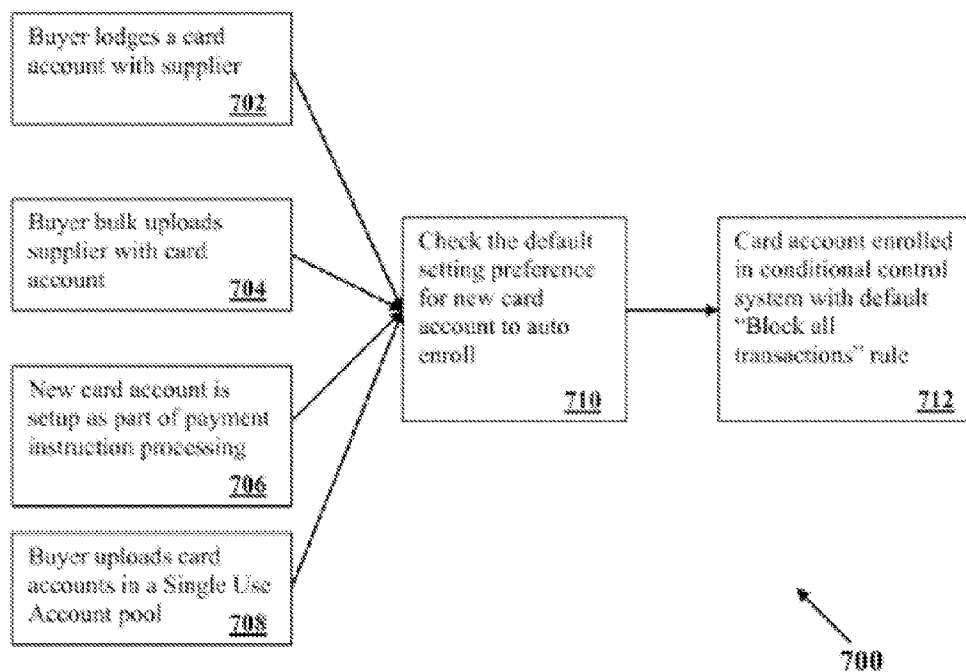 Buyer lodges a card
account with supplier
702
Buyer bulk uploads
supplier with card
account
704
New card account is
setup as part of payment
instruction processing
706
Buyer uploads card
accounts in a Single Use
Account pool
708
Check the default
setting preference
for new card
account to auto
enroll
710
Card account enrolled
in conditional control
system with default
“Block all
transactions” rule
712
700